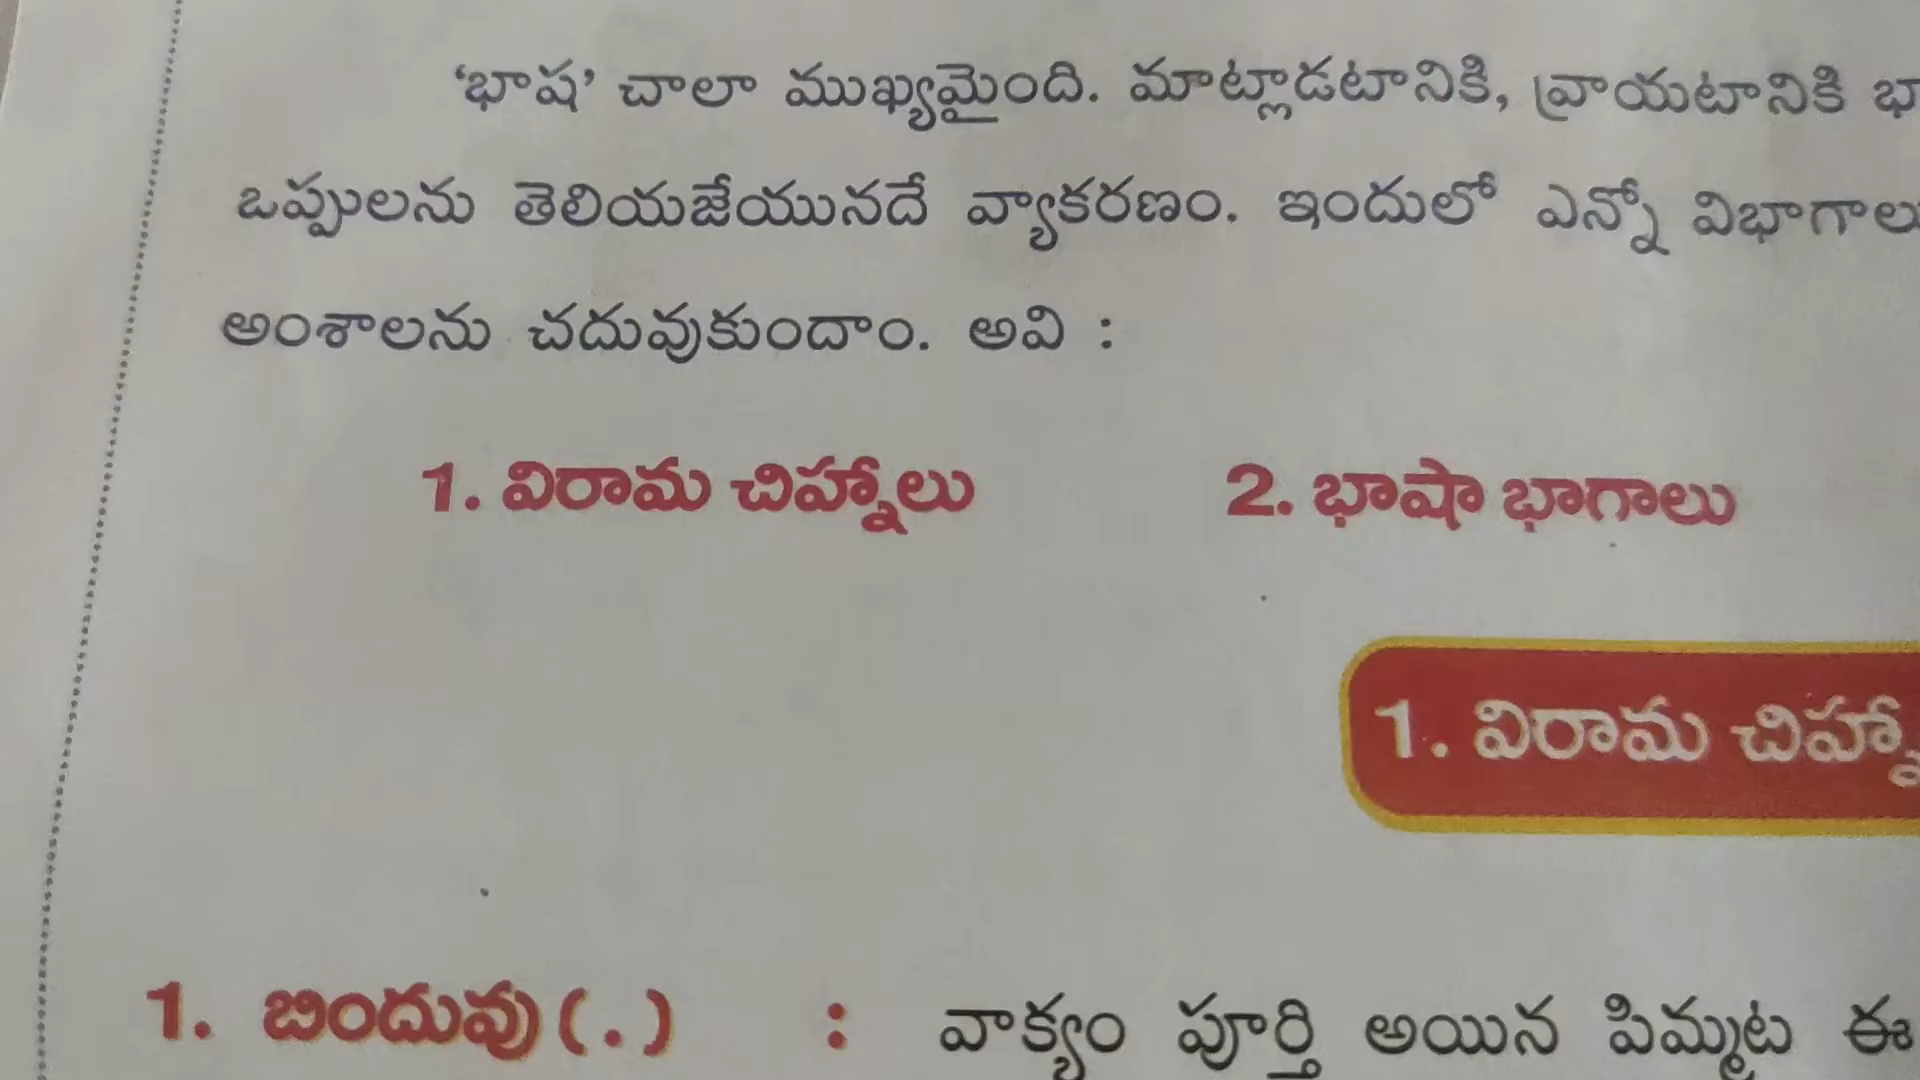 ‘భాష’ చాలా ముఖ్యమైంది. మాట్లాడటానికి, వ్రాయటానికి
ఒప్పులను తెలియజేయునదే వ్యాకరణం. ఇందులో ఎన్నో విభాగాలు
అంశాలను చదువుకుందాం. అవి :
1. విరామ చిహ్నాలు 2. భాషా భాగాలు
1. విరామ చిహ్నా
1. బిందువు ( . ) : వాక్యం పూర్తి అయిన పిమ్మట ఈ